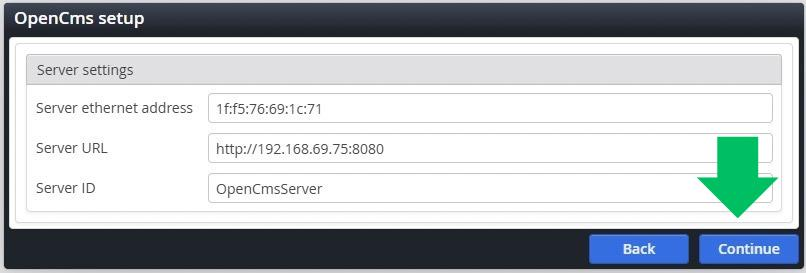 OpenCms setup
Server settings
Server ethernet address 1f:f5:76:69:1c:71
Server URL http://192.168.69.75:8080
Server ID OpenCmsServer
Back Continue